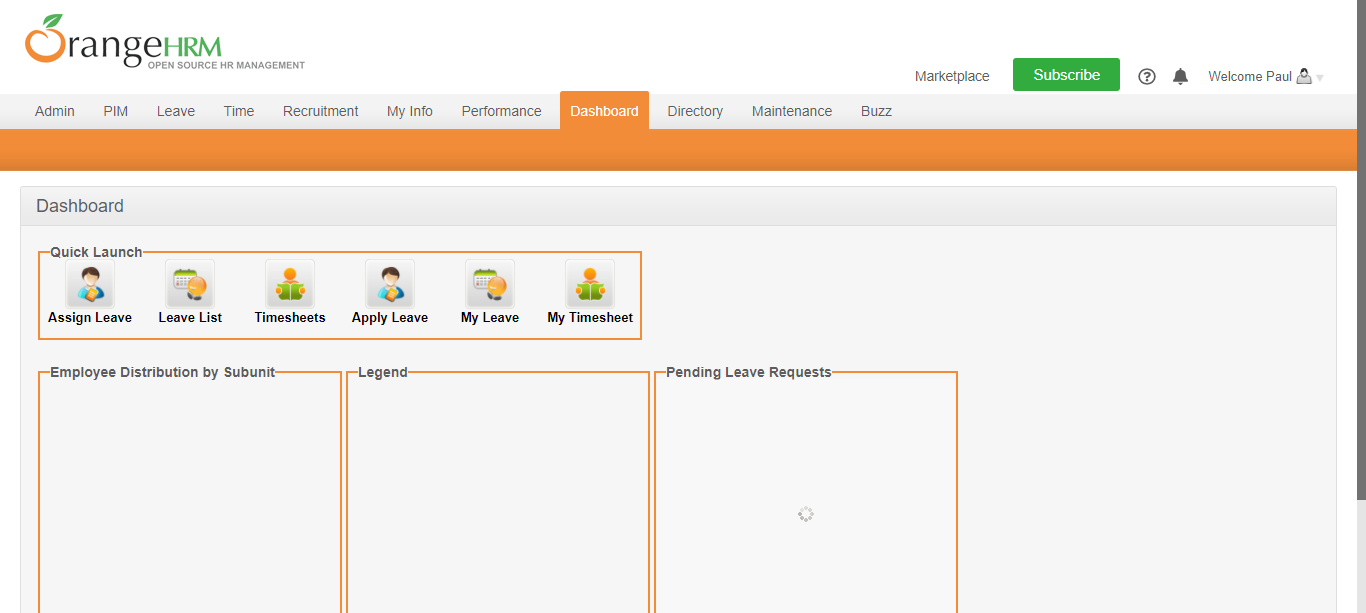 OrangeHRM
OPEN SOURCE HR MANAGEMENT
Marketplace Subscribe Welcome Paul
Admin PIM Leave Time Recruitment My Info Performance Dashboard Directory Maintenance Buzz
Dashboard
Quick Launch
Assign Leave Leave List Timesheets Apply Leave My Leave My Timesheet
Employee Distribution by Subunit Legend Pending Leave Requests